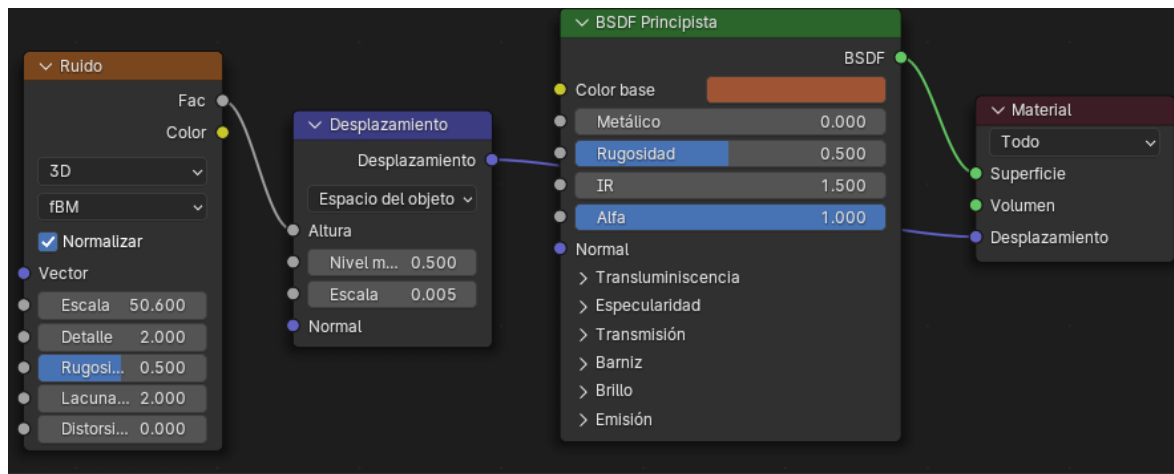 Ruido
Fac
Color
3D
fBM
Normalizar
Vector
Escala 50.600
Detalle 2.000
Rugosi... 0.500
Lacuna... 2.000
Distorsi... 0.000
Desplazamiento
Desplazamiento
Espacio del objeto
Altura
Nivel m... 0.500
Escala 0.005
Normal
BSDF Principista
BSDF
Color base
Metálico 0.000
Rugosidad 0.500
IR 1.500
Alfa 1.000
Normal
Transluminiscencia
Especularidad
Transmisión
Barniz
Brillo
Emisión
Material
Todo
Superficie
Volumen
Desplazamiento